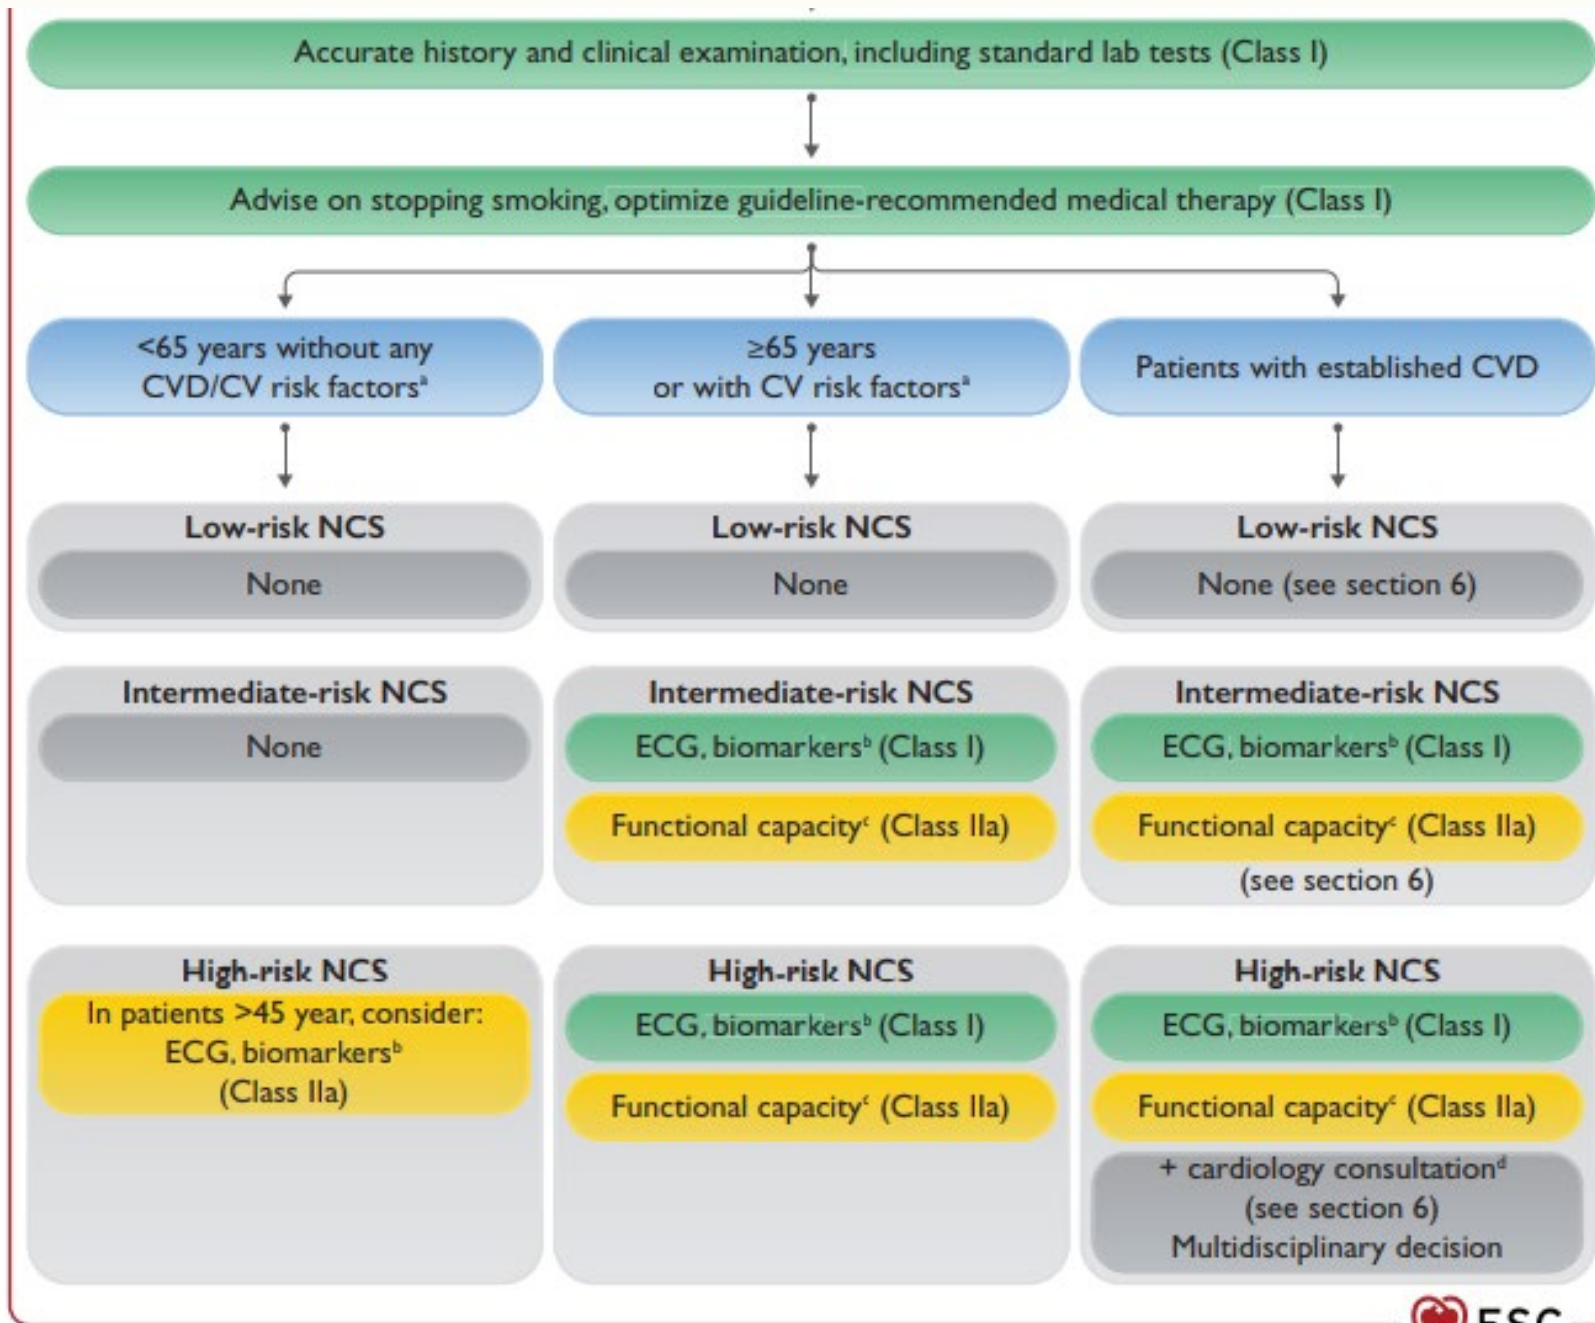 Accurate history and clinical examination, including standard lab tests (Class I)
Advise on stopping smoking, optimize guideline-recommended medical therapy (Class I)
<65 years without any
CVD/CV risk factorsᵃ
≥65 years
or with CV risk factorsᵃ
Patients with established CVD
Low-risk NCS
None
Low-risk NCS
None
Low-risk NCS
None (see section 6)
Intermediate-risk NCS
None
Intermediate-risk NCS
ECG, biomarkersᵇ (Class I)
Functional capacityᶜ (Class IIa)
Intermediate-risk NCS
ECG, biomarkersᵇ (Class I)
Functional capacityᶜ (Class IIa)
(see section 6)
High-risk NCS
In patients >45 year, consider:
ECG, biomarkersᵇ
(Class IIa)
High-risk NCS
ECG, biomarkersᵇ (Class I)
Functional capacityᶜ (Class IIa)
High-risk NCS
ECG, biomarkersᵇ (Class I)
Functional capacityᶜ (Class IIa)
+ cardiology consultationᵈ
(see section 6)
Multidisciplinary decision
ESC